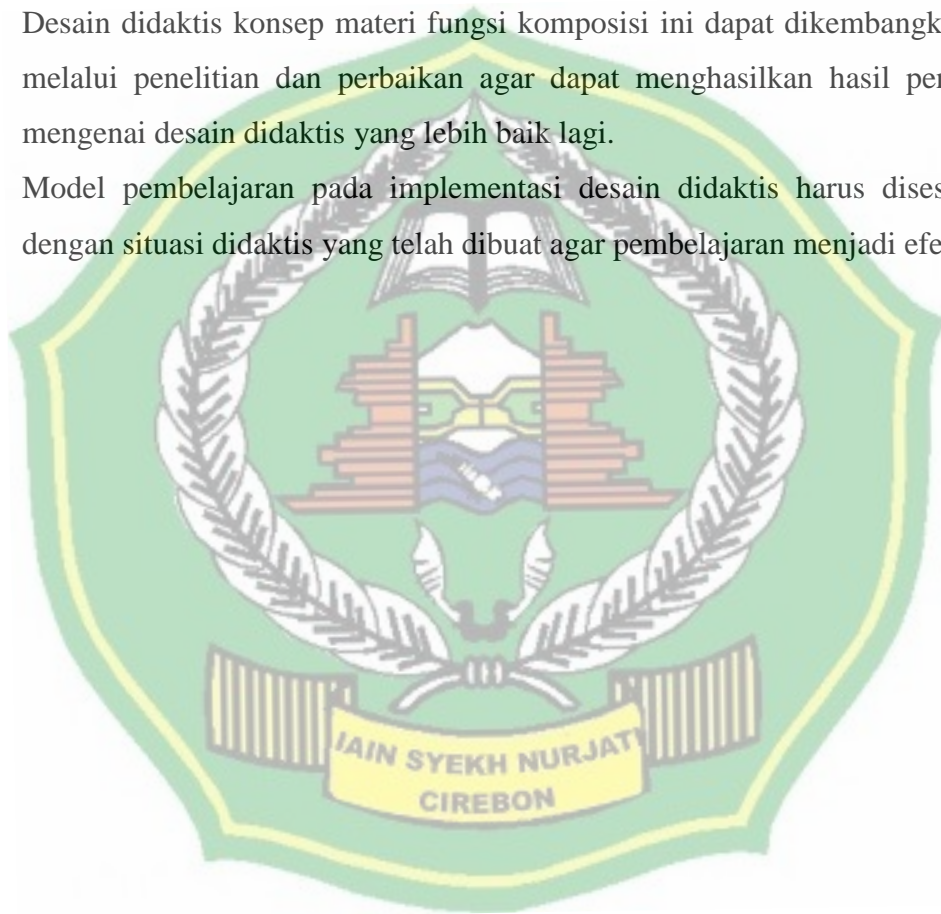 Desain didaktis konsep materi fungsi komposisi ini dapat dikembangk
melalui penelitian dan perbaikan agar dapat menghasilkan hasil per
mengenai desain didaktis yang lebih baik lagi.
Model pembelajaran pada implementasi desain didaktis harus dises
dengan situasi didaktis yang telah dibuat agar pembelajaran menjadi efe
IAIN SYEKH NURJATI
CIREBON